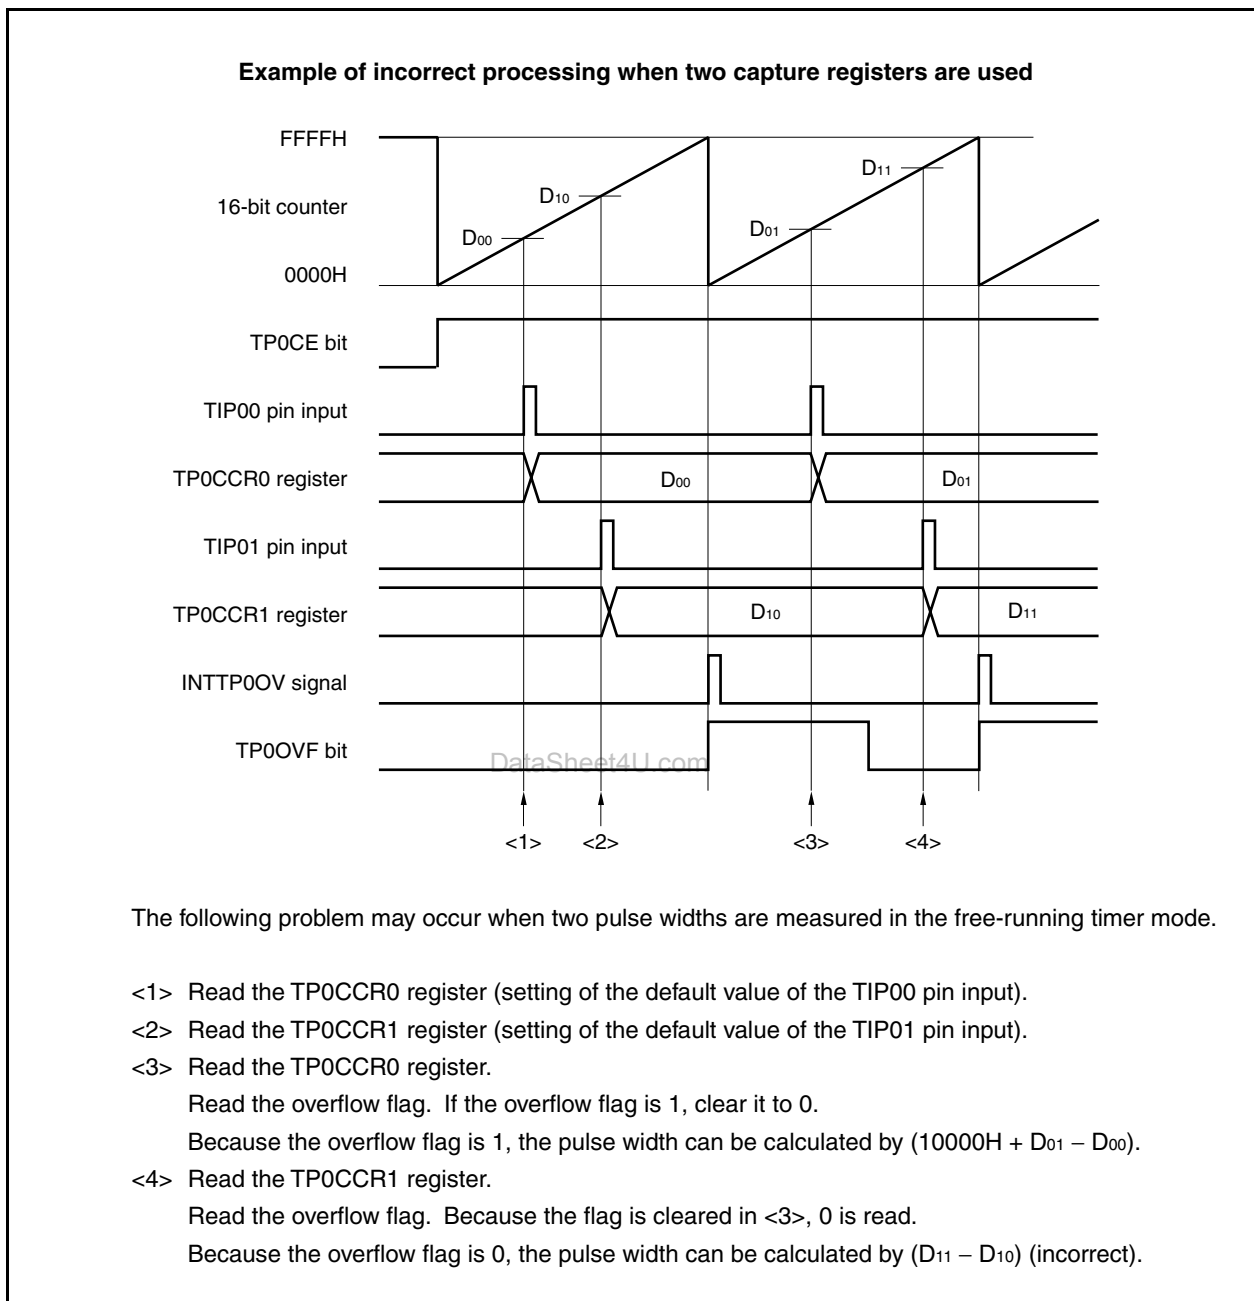 Example of incorrect processing when two capture registers are used
FFFFH
D₁₁
D₁₀
16-bit counter
D₀₁
D₀₀
0000H
TP0CE bit
TIP00 pin input
TP0CCR0 register D₀₀ D₀₁
TIP01 pin input
TP0CCR1 register D₁₀ D₁₁
INTTP0OV signal
TP0OVF bit
DataSheet4U.com
<1> <2> <3> <4>
The following problem may occur when two pulse widths are measured in the free-running timer mode.
<1> Read the TP0CCR0 register (setting of the default value of the TIP00 pin input).
<2> Read the TP0CCR1 register (setting of the default value of the TIP01 pin input).
<3> Read the TP0CCR0 register.
Read the overflow flag. If the overflow flag is 1, clear it to 0.
Because the overflow flag is 1, the pulse width can be calculated by (10000H + D₀₁ − D₀₀).
<4> Read the TP0CCR1 register.
Read the overflow flag. Because the flag is cleared in <3>, 0 is read.
Because the overflow flag is 0, the pulse width can be calculated by (D₁₁ − D₁₀) (incorrect).